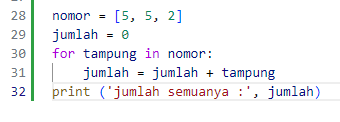 28 nomor = [5, 5, 2]
29 jumlah = 0
30 for tampung in nomor:
31     jumlah = jumlah + tampung
32 print ('jumlah semuanya :', jumlah)